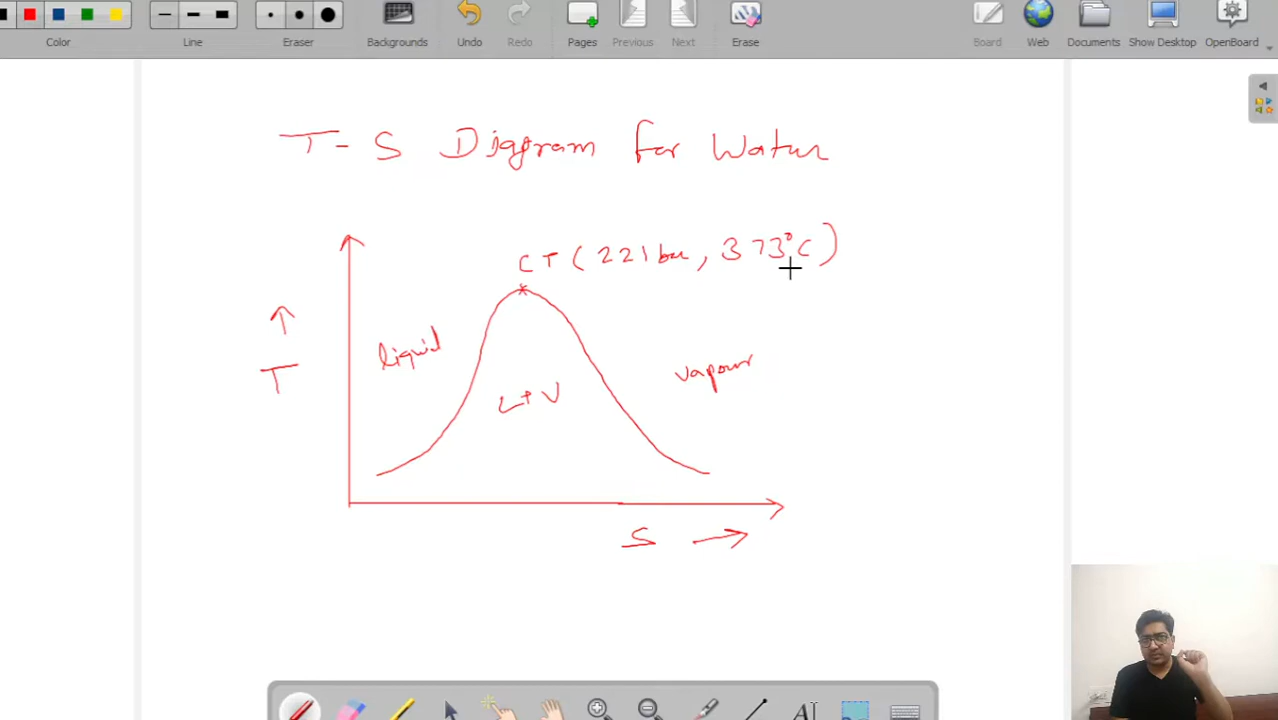 Color
Line
Eraser
Backgrounds
Undo
Redo
Pages
Previous
Next
Erase
Board
Web
Documents
Show Desktop
OpenBoard
T-S Diagram for Water
CT (221 bar, 373°C)
liquid
L+V
vapour
T
S